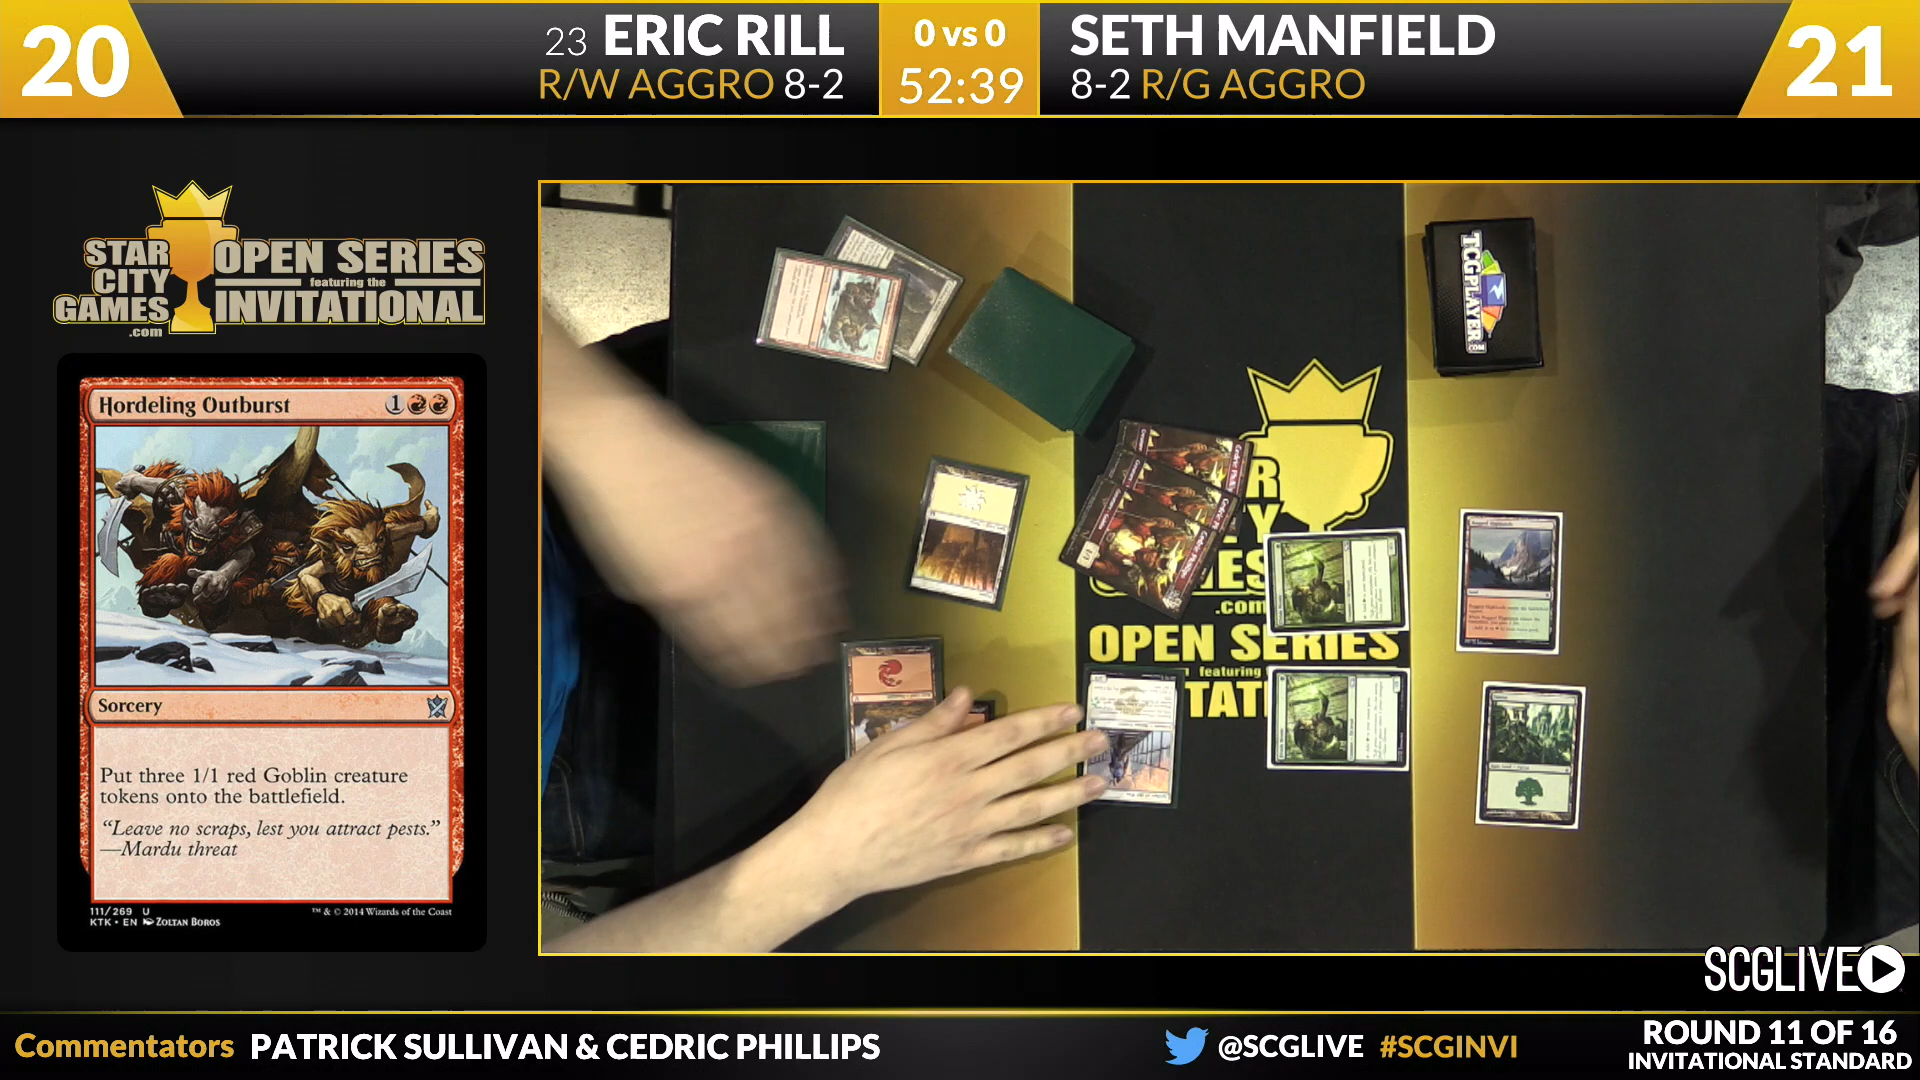 20
23 ERIC RILL
R/W AGGRO 8-2
0 vs 0
52:39
SETH MANFIELD
8-2 R/G AGGRO
21
STAR CITY GAMES .com
OPEN SERIES
featuring the
INVITATIONAL
Hordeling Outburst 1
Sorcery
Put three 1/1 red Goblin creature
tokens onto the battlefield.
“Leave no scraps, lest you attract pests.”
—Mardu threat
111/269 U
KTK • EN ZOLTAN BOROS
™ & © 2014 Wizards of the Coast
TCGPLAYER
.com
OPEN SERIES
featuring
SCGLIVE
Commentators PATRICK SULLIVAN & CEDRIC PHILLIPS
@SCGLIVE #SCGINVI
ROUND 11 OF 16
INVITATIONAL STANDARD